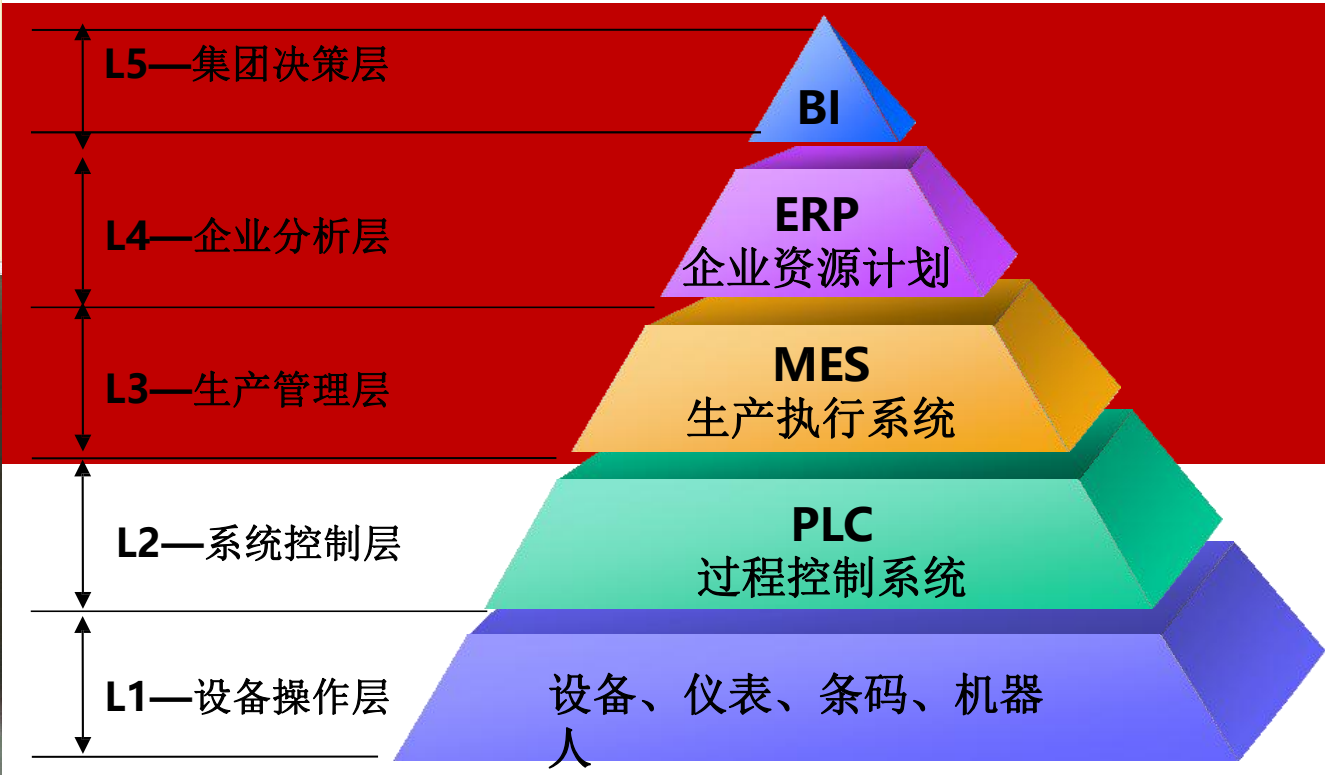 L5—集团决策层
BI
L4—企业分析层
ERP
企业资源计划
L3—生产管理层
MES
生产执行系统
L2—系统控制层
PLC
过程控制系统
L1—设备操作层
设备、仪表、条码、机器
人